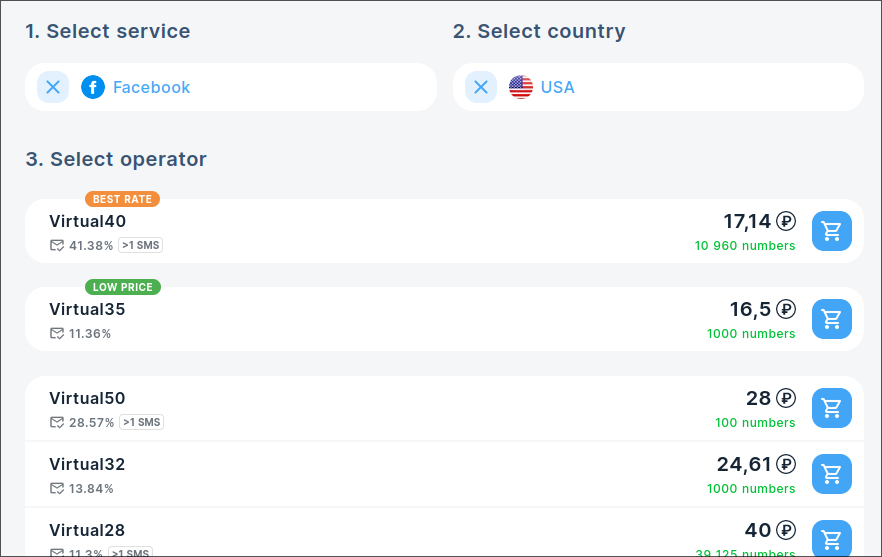 1. Select service
2. Select country
Facebook
USA
3. Select operator
BEST RATE
Virtual40
17,14 ₽
41.38% >1 SMS
10 960 numbers
LOW PRICE
Virtual35
16,5 ₽
11.36%
1000 numbers
Virtual50
28 ₽
28.57% >1 SMS
100 numbers
Virtual32
24,61 ₽
13.84%
1000 numbers
Virtual28
40 ₽
11.3% >1 SMS
39 125 numbers